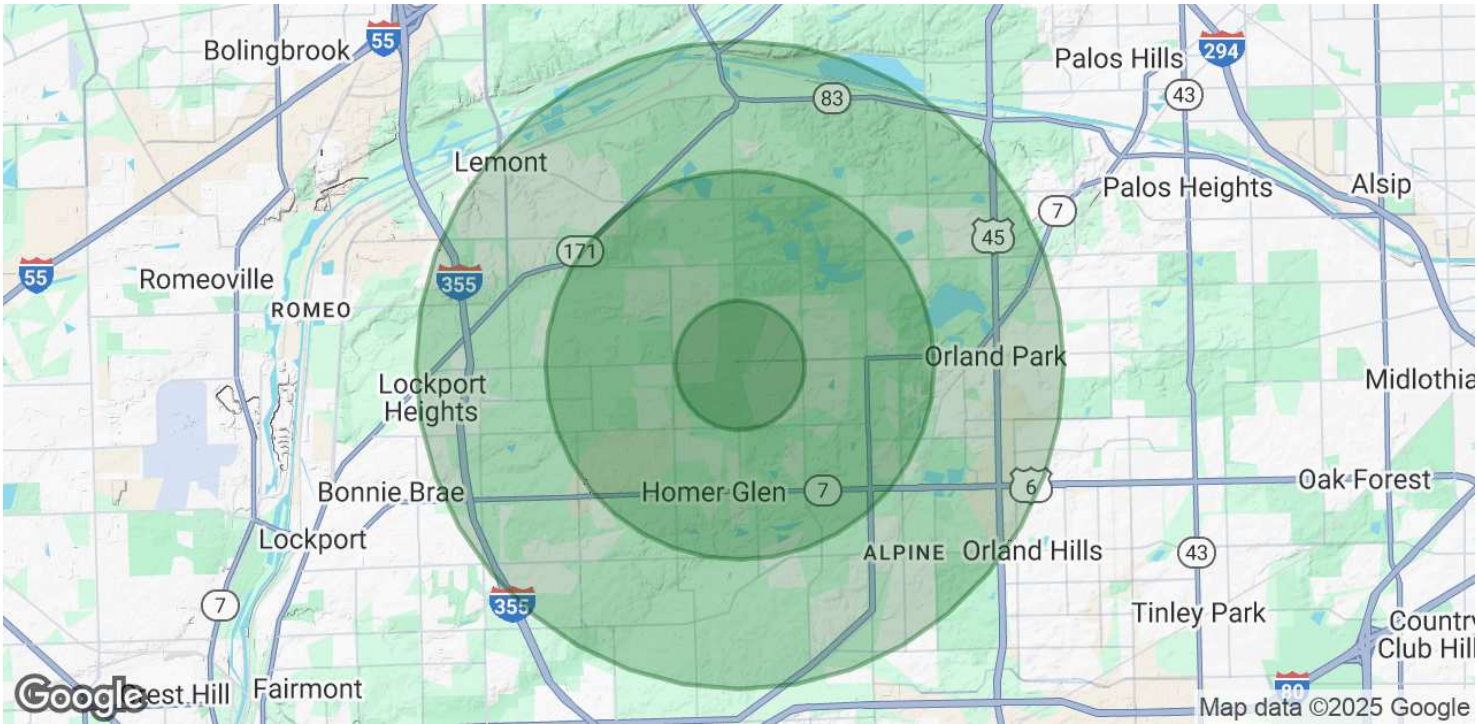 Bolingbrook
55
Palos Hills
294
83
43
Lemont
Palos Heights
Alsip
7
171
45
55
Romeoville
355
ROMEO
Orland Park
Lockport
Heights
Midlothia
Bonnie Brae
Homer Glen
7
6
Oak Forest
Lockport
ALPINE
Orland Hills
43
7
355
Tinley Park
Country
Club Hill
Google
Crest Hill
Fairmont
80
Map data ©2025 Google